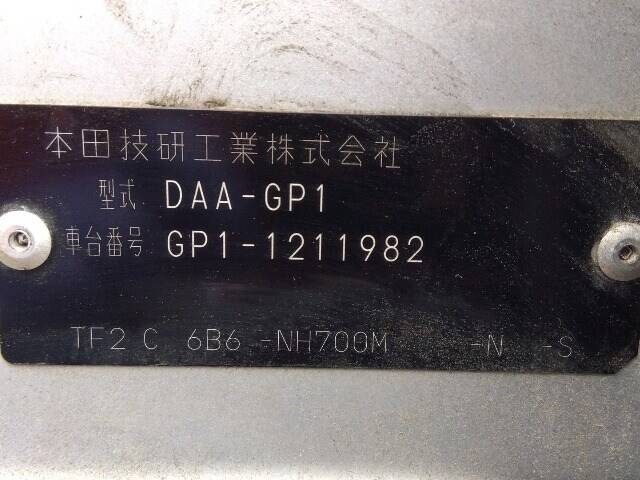 本田技研工業株式会社
型式 DAA-GP1
車台番号 GP1-1211982
TF2 C 6B6 -NH700M -N -S